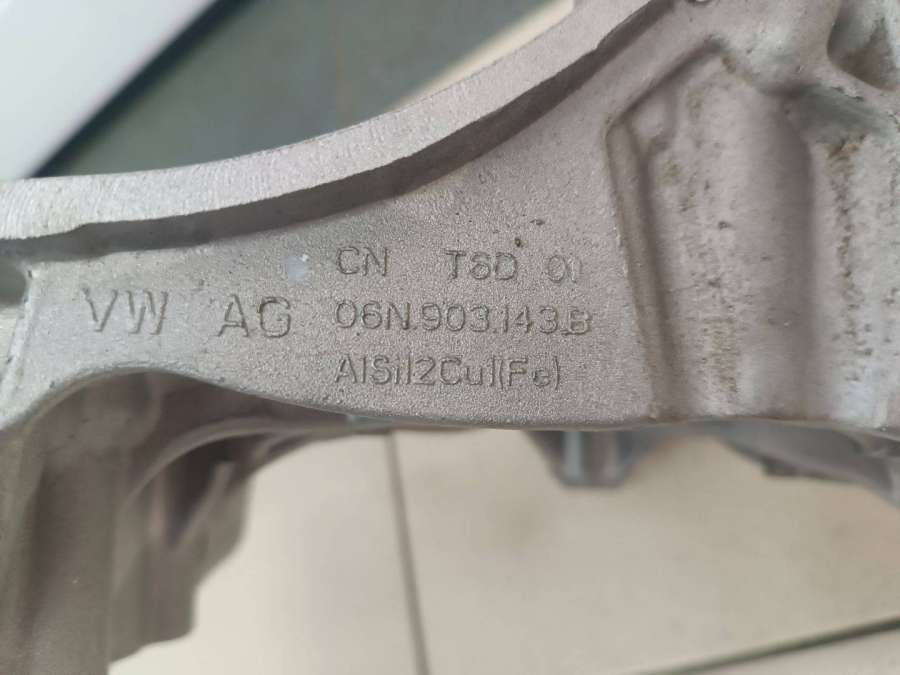 CN T6D 01
VW AG 06N.903.143.B
AlSi12Cu1(Fe)